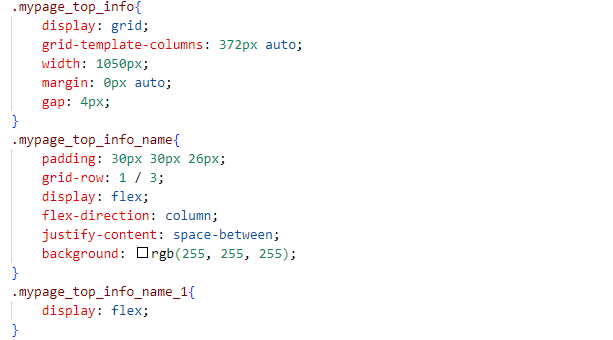 .mypage_top_info{
    display: grid;
    grid-template-columns: 372px auto;
    width: 1050px;
    margin: 0px auto;
    gap: 4px;
}
.mypage_top_info_name{
    padding: 30px 30px 26px;
    grid-row: 1 / 3;
    display: flex;
    flex-direction: column;
    justify-content: space-between;
    background: rgb(255, 255, 255);
}
.mypage_top_info_name_1{
    display: flex;
}